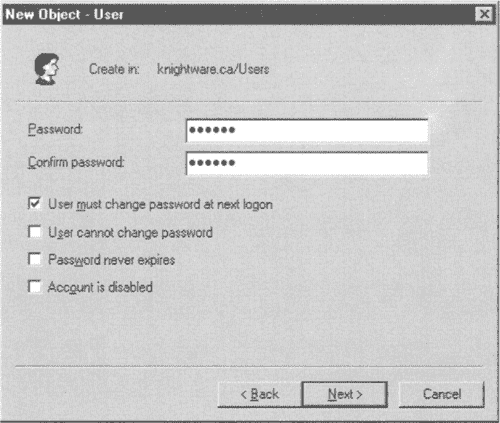 New Object - User
Create in: knightware.ca/Users
Password: ●●●●●●
Confirm password: ●●●●●●
User must change password at next logon
User cannot change password
Password never expires
Account is disabled
< Back Next > Cancel